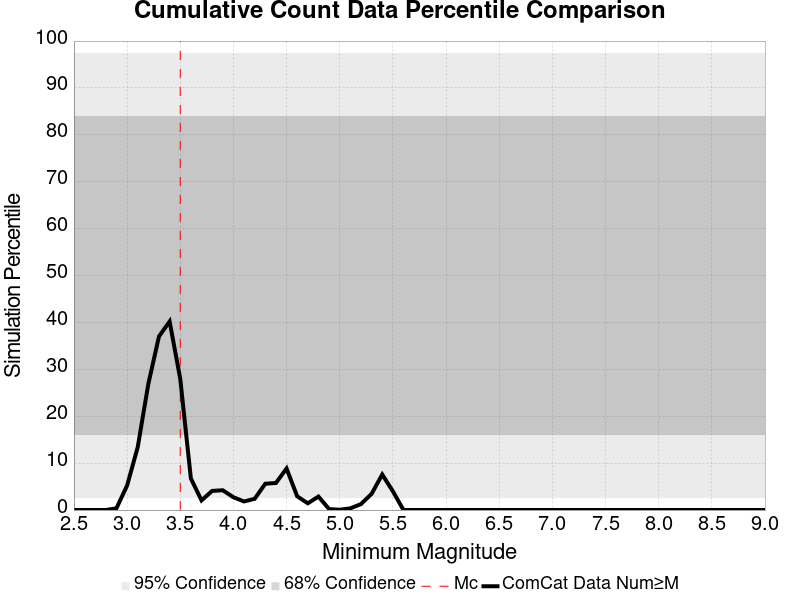 Cumulative Count Data Percentile Comparison
100
90
80
70
60
50
40
30
20
10
0
Simulation Percentile
2.5 3.0 3.5 4.0 4.5 5.0 5.5 6.0 6.5 7.0 7.5 8.0 8.5 9.0
Minimum Magnitude
95% Confidence 68% Confidence Mc ComCat Data Num≥M